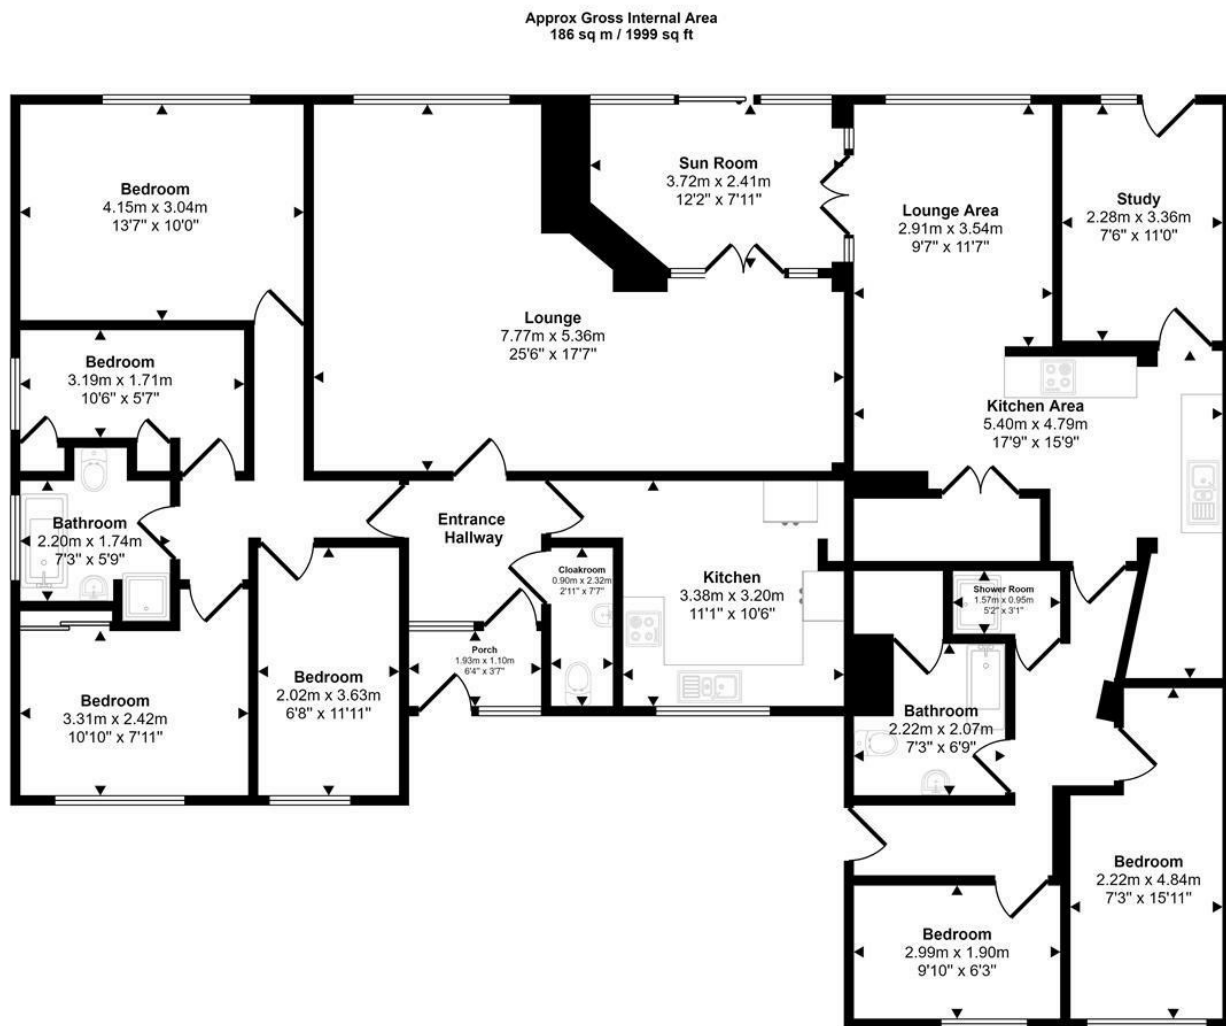 Approx Gross Internal Area
186 sq m / 1999 sq ft
Bedroom
4.15m x 3.04m
13'7" x 10'0"
Sun Room
3.72m x 2.41m
12'2" x 7'11"
Lounge Area
2.91m x 3.54m
9'7" x 11'7"
Study
2.28m x 3.36m
7'6" x 11'0"
Lounge
7.77m x 5.36m
25'6" x 17'7"
Bedroom
3.19m x 1.71m
10'6" x 5'7"
Kitchen Area
5.40m x 4.79m
17'9" x 15'9"
Bathroom
2.20m x 1.74m
7'3" x 5'9"
Entrance
Hallway
Cloakroom
0.90m x 2.32m
2'11" x 7'7"
Kitchen
3.38m x 3.20m
11'1" x 10'6"
Shower Room
1.57m x 0.95m
5'2" x 3'1"
Porch
1.93m x 1.10m
6'4" x 3'7"
Bedroom
3.31m x 2.42m
10'10" x 7'11"
Bedroom
2.02m x 3.63m
6'8" x 11'11"
Bathroom
2.22m x 2.07m
7'3" x 6'9"
Bedroom
2.22m x 4.84m
7'3" x 15'11"
Bedroom
2.99m x 1.90m
9'10" x 6'3"